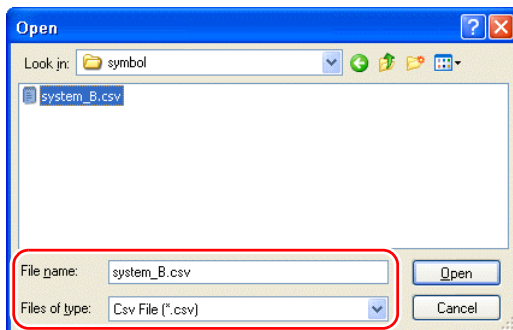 Open
Look in: symbol
system_B.csv
File name: system_B.csv Open
Files of type: Csv File (*.csv) Cancel